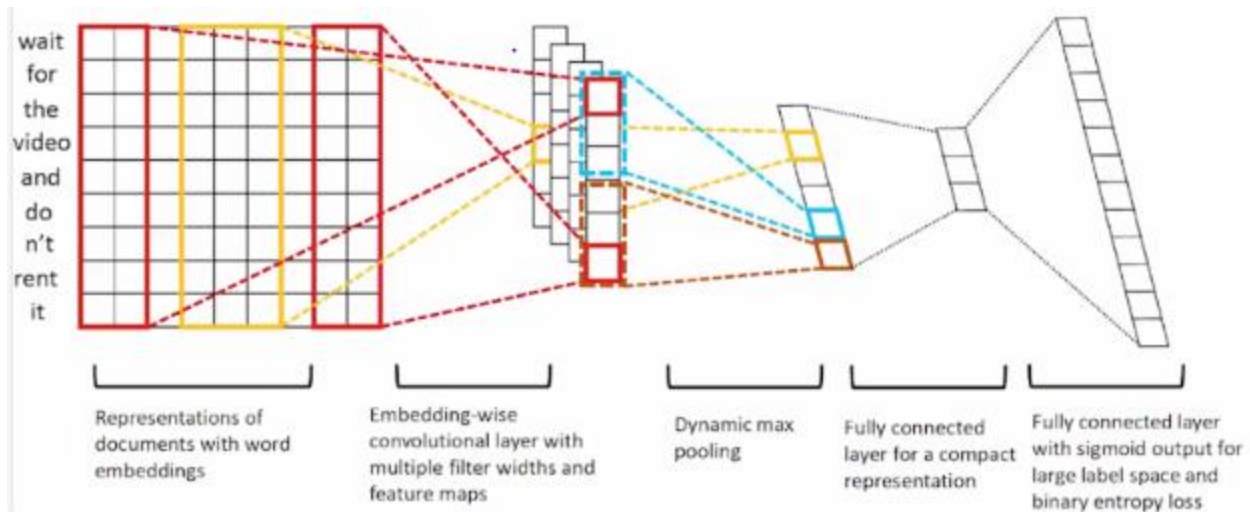 wait
for
the
video
and
do
n't
rent
it
Representations of
documents with word
embeddings
Embedding-wise
convolutional layer with
multiple filter widths and
feature maps
Dynamic max
pooling
Fully connected
layer for a compact
representation
Fully connected layer
with sigmoid output for
large label space and
binary entropy loss